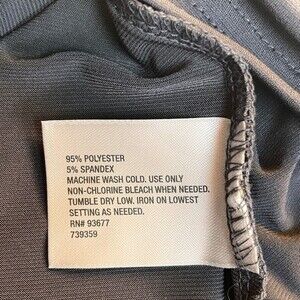 95% POLYESTER
5% SPANDEX
MACHINE WASH COLD. USE ONLY
NON-CHLORINE BLEACH WHEN NEEDED.
TUMBLE DRY LOW. IRON ON LOWEST
SETTING AS NEEDED.
RN# 93677
739359